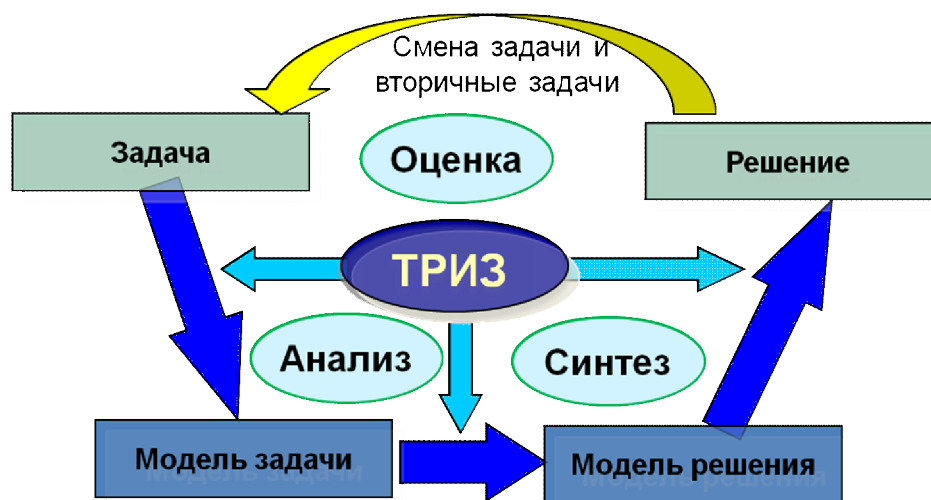 Смена задачи и
вторичные задачи
Задача
Оценка
Решение
ТРИЗ
Анализ
Синтез
Модель задачи
Модель решения